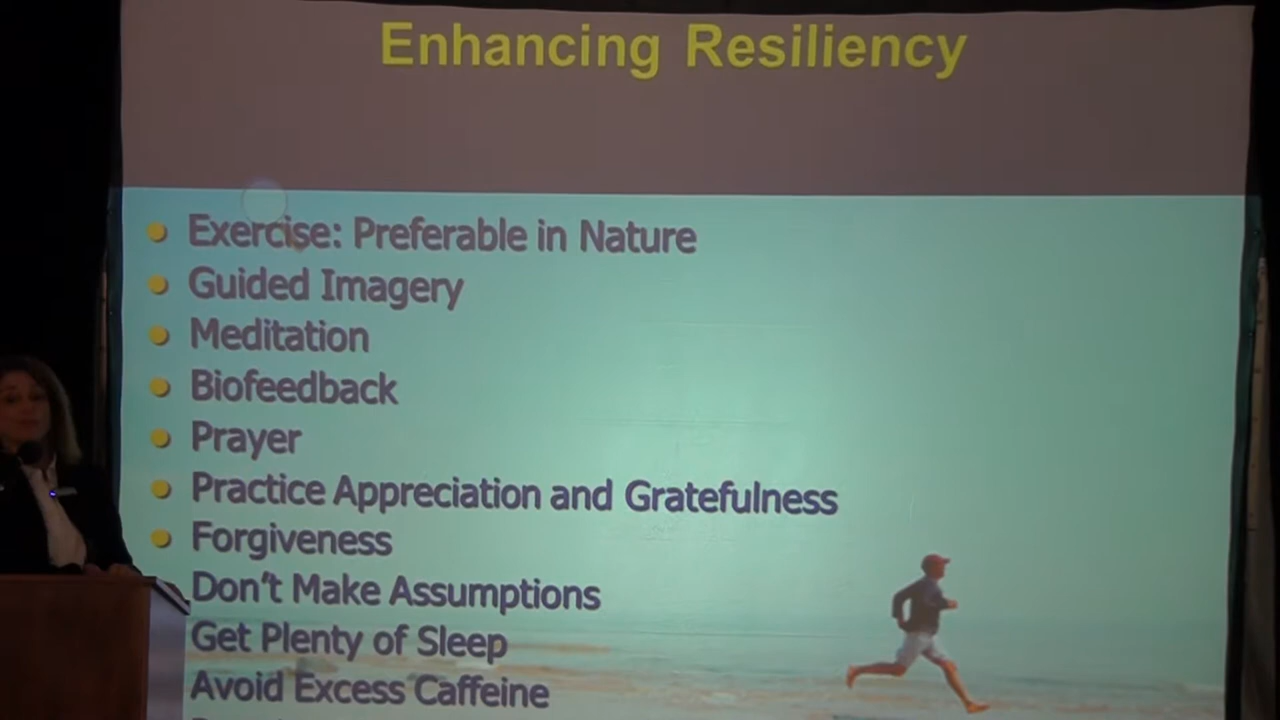 Enhancing Resiliency
Exercise: Preferable in Nature
Guided Imagery
Meditation
Biofeedback
Prayer
Practice Appreciation and Gratefulness
Forgiveness
Don't Make Assumptions
Get Plenty of Sleep
Avoid Excess Caffeine